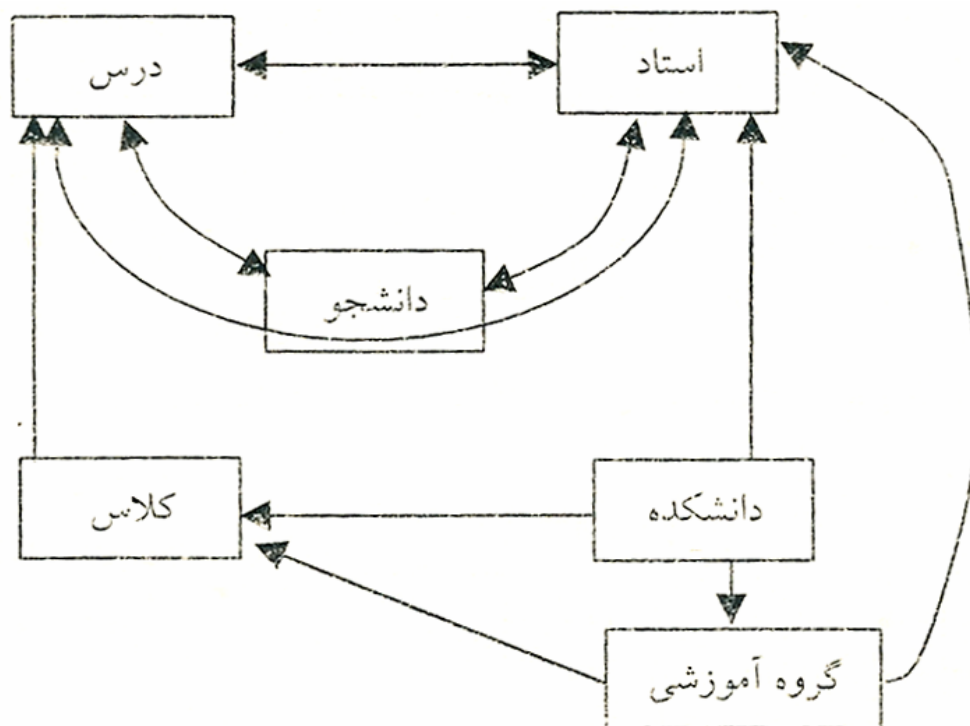 استاد
درس
دانشجو
دانشکده
کلاس
گروه آموزشی